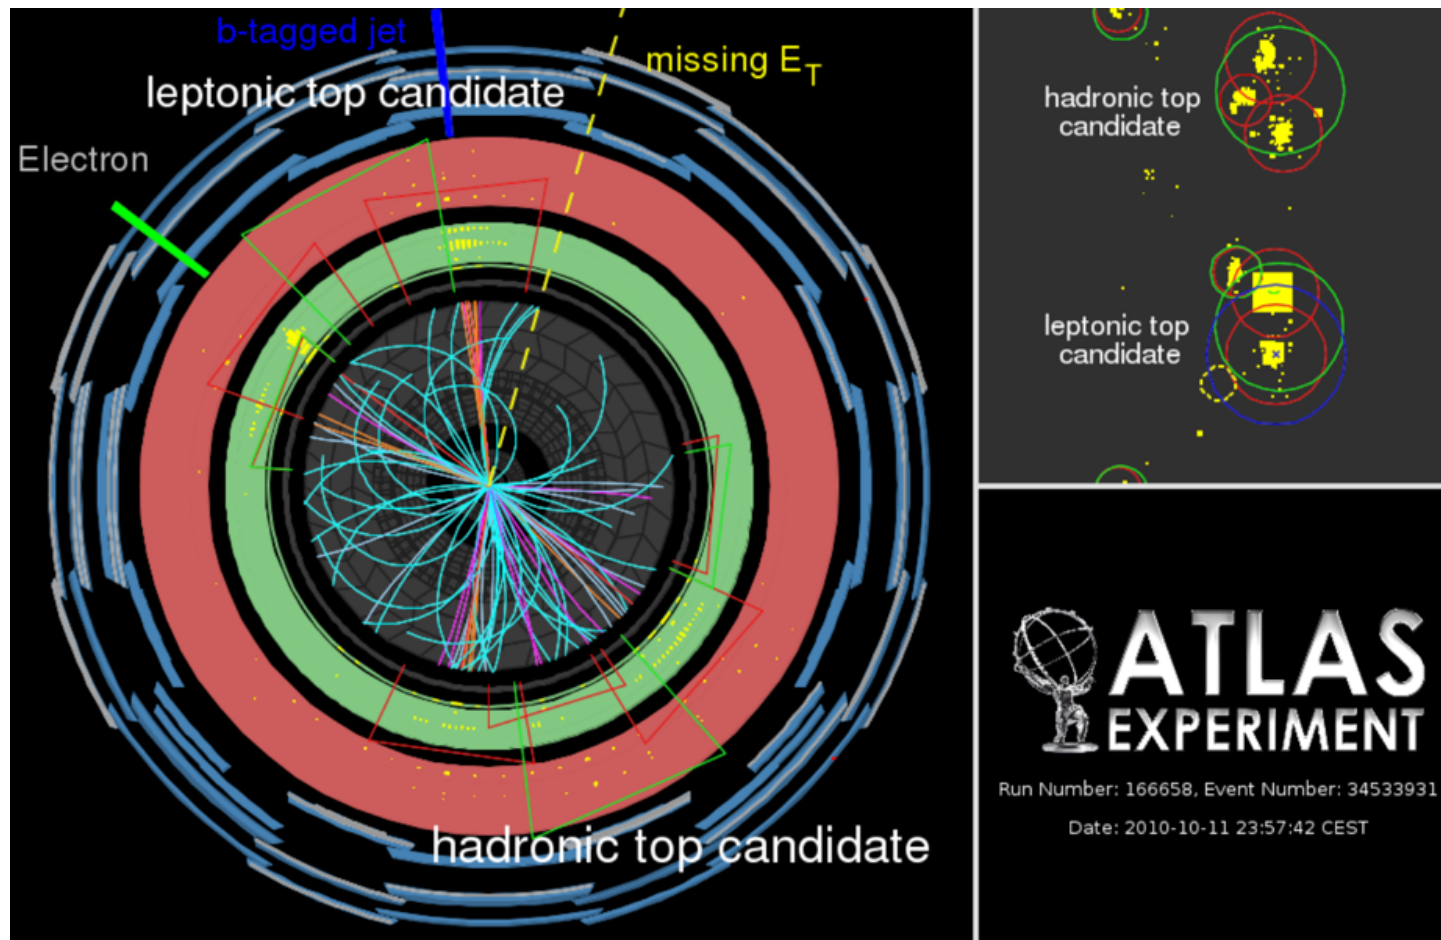 b-tagged jet
missing E_T
leptonic top candidate
Electron
hadronic top candidate
hadronic top
candidate
leptonic top
candidate
ATLAS
EXPERIMENT
Run Number: 166658, Event Number: 34533931
Date: 2010-10-11 23:57:42 CEST